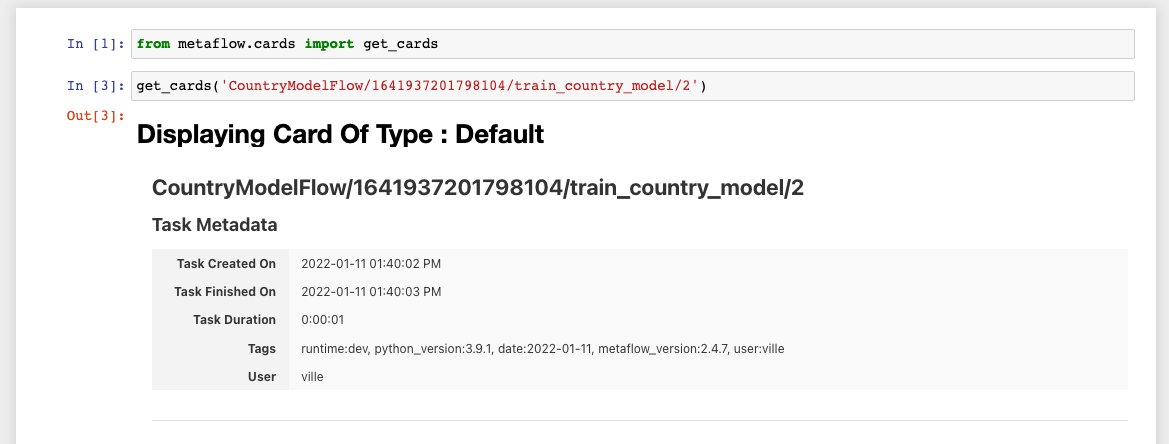 In [1]: from metaflow.cards import get_cards
In [3]: get_cards('CountryModelFlow/1641937201798104/train_country_model/2')
Out[3]:
Displaying Card Of Type : Default
CountryModelFlow/1641937201798104/train_country_model/2
Task Metadata
Task Created On 2022-01-11 01:40:02 PM
Task Finished On 2022-01-11 01:40:03 PM
Task Duration 0:00:01
Tags runtime:dev, python_version:3.9.1, date:2022-01-11, metaflow_version:2.4.7, user:ville
User ville